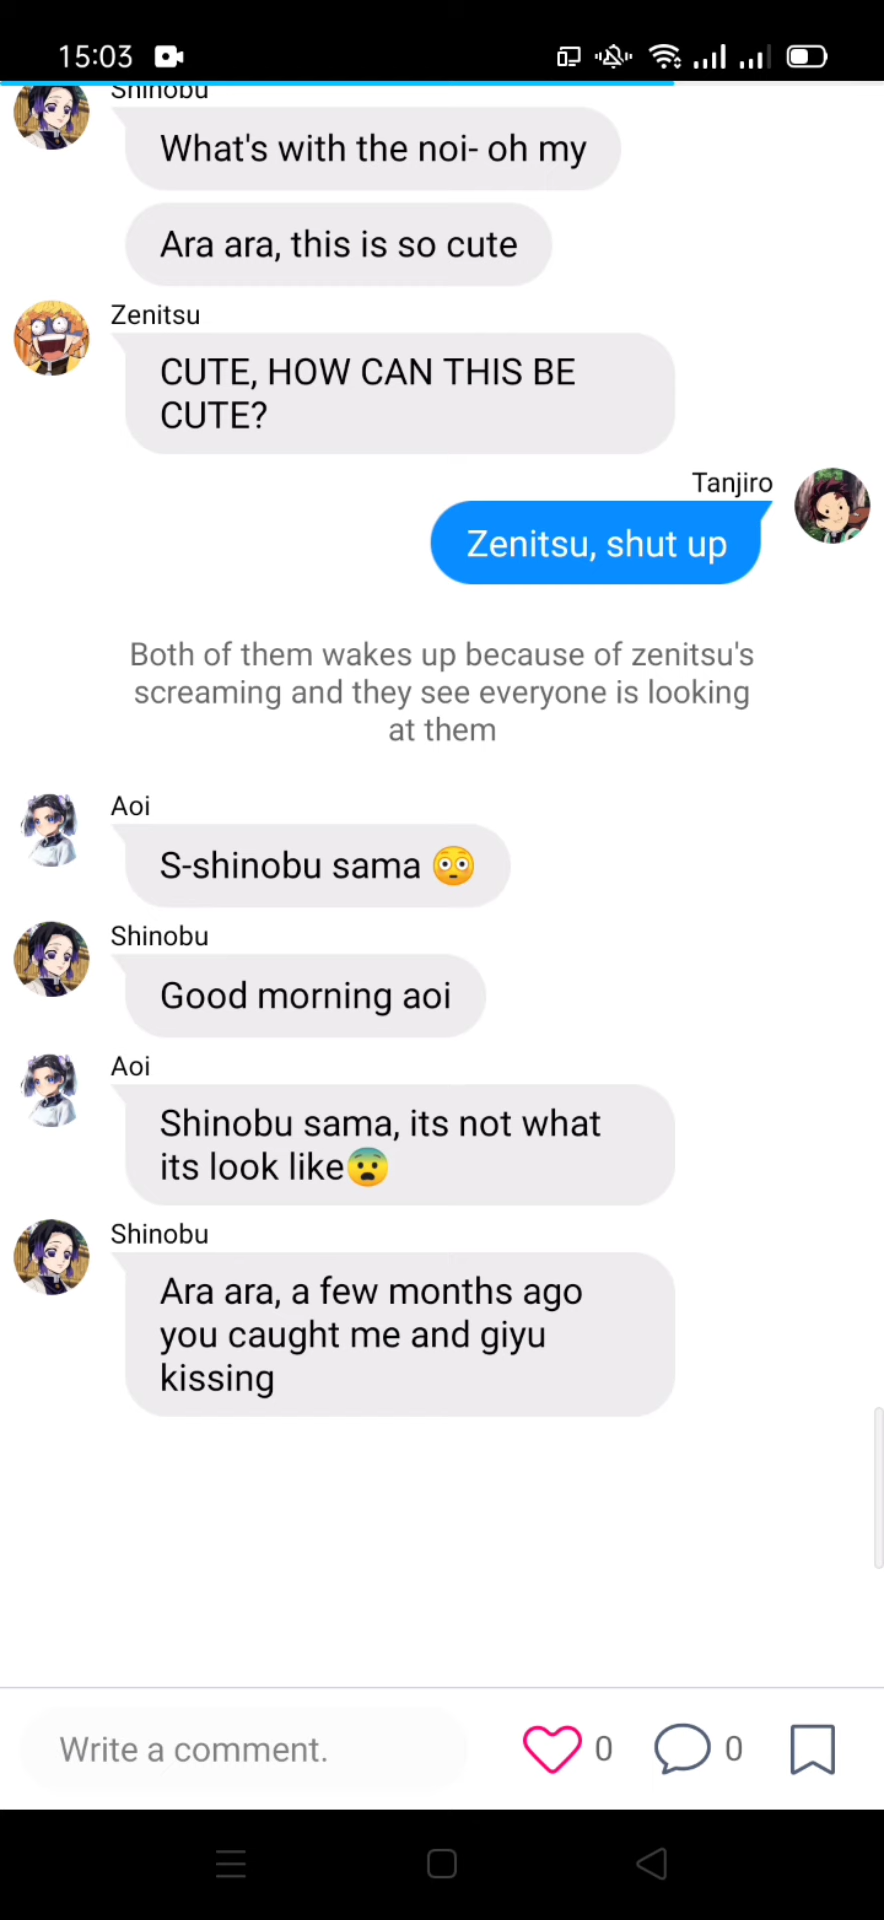 15:03
Shinobu
What's with the noi- oh my
Ara ara, this is so cute
Zenitsu
CUTE, HOW CAN THIS BE
CUTE?
Tanjiro
Zenitsu, shut up
Both of them wakes up because of zenitsu's
screaming and they see everyone is looking
at them
Aoi
S-shinobu sama 😳
Shinobu
Good morning aoi
Aoi
Shinobu sama, its not what
its look like😨
Shinobu
Ara ara, a few months ago
you caught me and giyu
kissing
Write a comment.
0
0